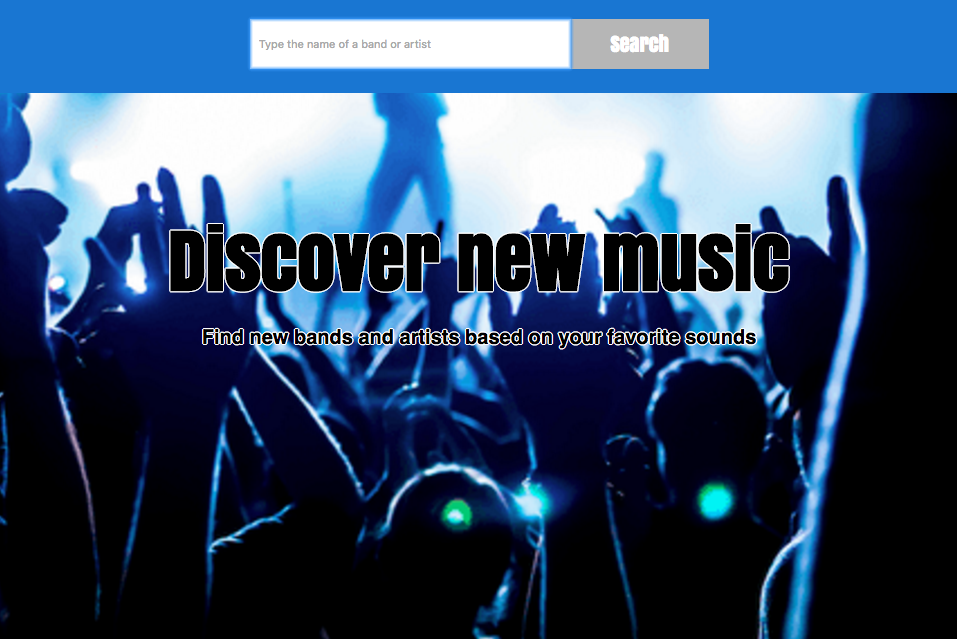 Type the name of a band or artist
search
Discover new music
Find new bands and artists based on your favorite sounds